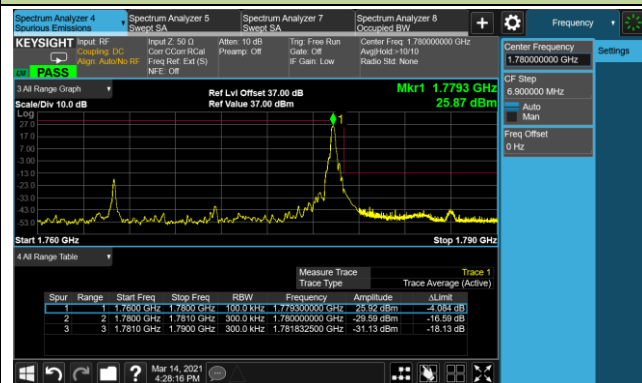 Spectrum Analyzer 4
Spurious Emissions
Spectrum Analyzer 5
Swept SA
Spectrum Analyzer 7
Swept SA
Spectrum Analyzer 8
Occupied BW
Frequency
KEYSIGHT
Input: RF
Coupling: DC
Align: Auto/No RF
Input Z: 50 Ω
Corr CCorr RCal
Freq Ref: Ext (S)
NFE: Off
Atten: 10 dB
Preamp: Off
Trig: Free Run
Gate: Off
IF Gain: Low
Center Freq: 1.780000000 GHz
Avg|Hold:>10/10
Radio Std: None
LXI PASS
Center Frequency
1.780000000 GHz
Settings
CF Step
6.900000 MHz
Auto
Man
Freq Offset
0 Hz
3 All Range Graph
Scale/Div 10.0 dB
Ref Lvl Offset 37.00 dB
Ref Value 37.00 dBm
Mkr1 1.7793 GHz
25.87 dBm
Log
27.0
17.0
7.00
-3.00
-13.0
-23.0
-33.0
-43.0
-53.0
1
Start 1.760 GHz
Stop 1.790 GHz
4 All Range Table
Measure Trace Trace 1
Trace Type Trace Average (Active)
Spur Range Start Freq Stop Freq RBW Frequency Amplitude ΔLimit
1 1 1.7600 GHz 1.7800 GHz 100.0 kHz 1.779300000 GHz 25.92 dBm -4.084 dB
2 2 1.7800 GHz 1.7810 GHz 300.0 kHz 1.780000000 GHz -29.59 dBm -16.59 dB
3 3 1.7810 GHz 1.7900 GHz 300.0 kHz 1.781832500 GHz -31.13 dBm -18.13 dB
Mar 14, 2021
4:28:16 PM